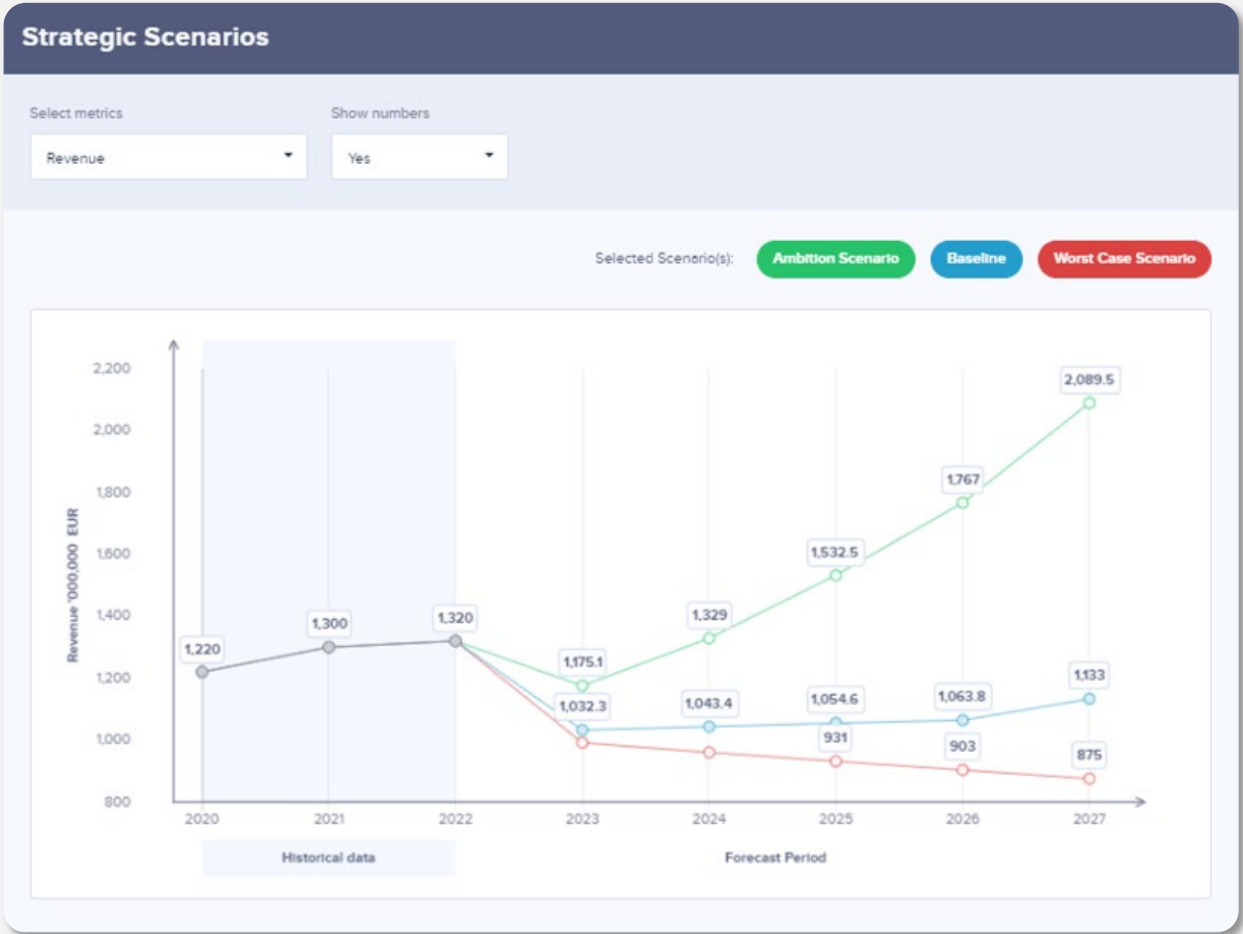 Strategic Scenarios
Select metrics
Show numbers
Revenue
Yes
Selected Scenario(s):
Ambition Scenario
Baseline
Worst Case Scenario
2,200
2,000
1,800
1,600
1,400
1,200
1,000
800
Revenue '000,000 EUR
1,220
1,300
1,320
1,175.1
1,329
1,532.5
1,767
2,089.5
1,032.3
1,043.4
1,054.6
1,063.8
1,133
931
903
875
2020
2021
2022
2023
2024
2025
2026
2027
Historical data
Forecast Period